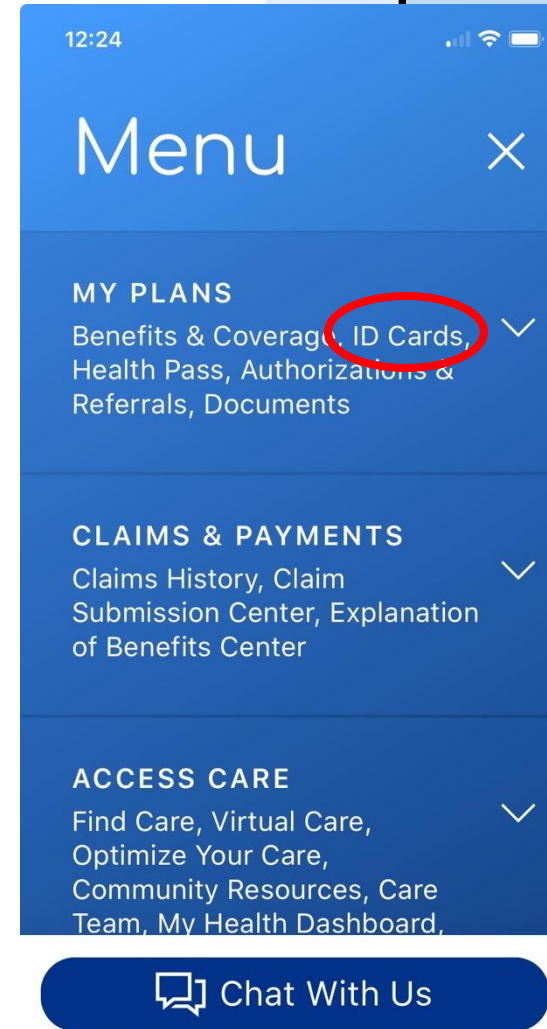 12:24
Menu
MY PLANS
Benefits & Coverage, ID Cards,
Health Pass, Authorizations &
Referrals, Documents
CLAIMS & PAYMENTS
Claims History, Claim
Submission Center, Explanation
of Benefits Center
ACCESS CARE
Find Care, Virtual Care,
Optimize Your Care,
Community Resources, Care
Team, My Health Dashboard,
Chat With Us